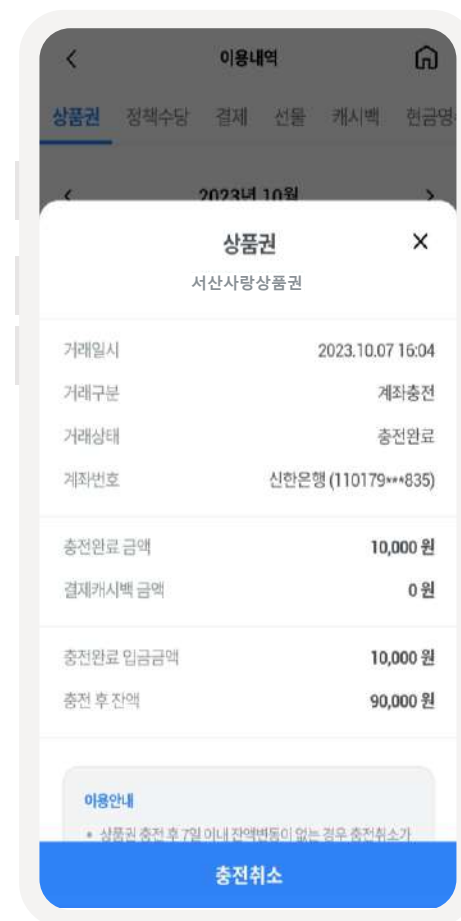 이용내역
상품권 정책수당 결제 선물 캐시백 현금영
2023년 10월
상품권
서산사랑상품권
거래일시 2023.10.07 16:04
거래구분 계좌충전
거래상태 충전완료
계좌번호 신한은행 (110179***835)
충전완료 금액 10,000 원
결제캐시백 금액 0 원
충전완료 입금금액 10,000 원
충전 후 잔액 90,000 원
이용안내
• 상품권 충전 후 7일 이내 잔액변동이 없는 경우 충전취소가
충전취소